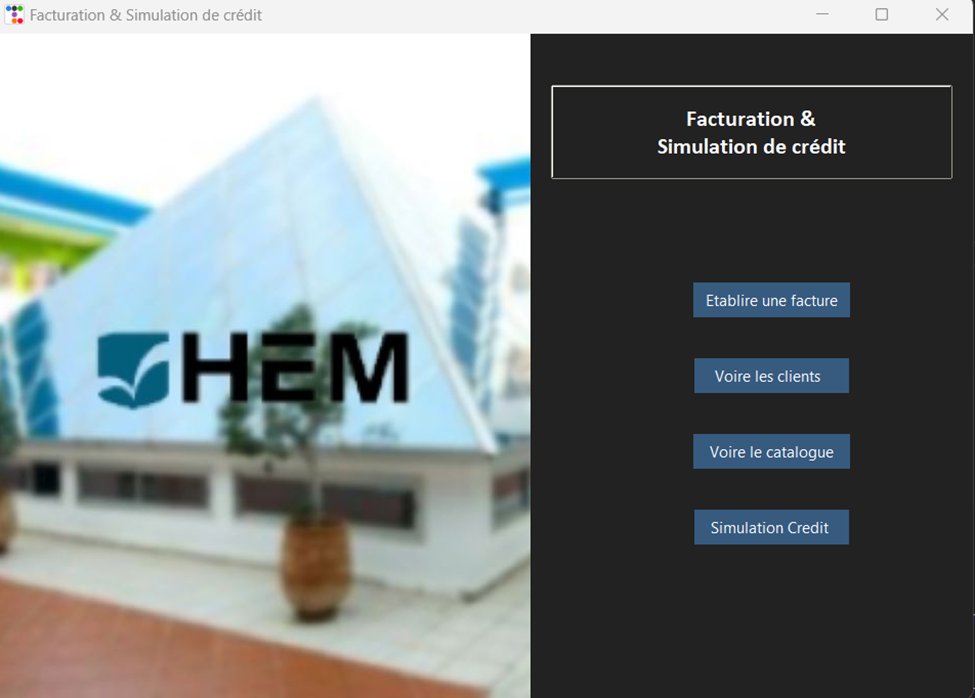 Facturation & Simulation de crédit
HEM
Facturation &
Simulation de crédit
Etablire une facture
Voire les clients
Voire le catalogue
Simulation Credit